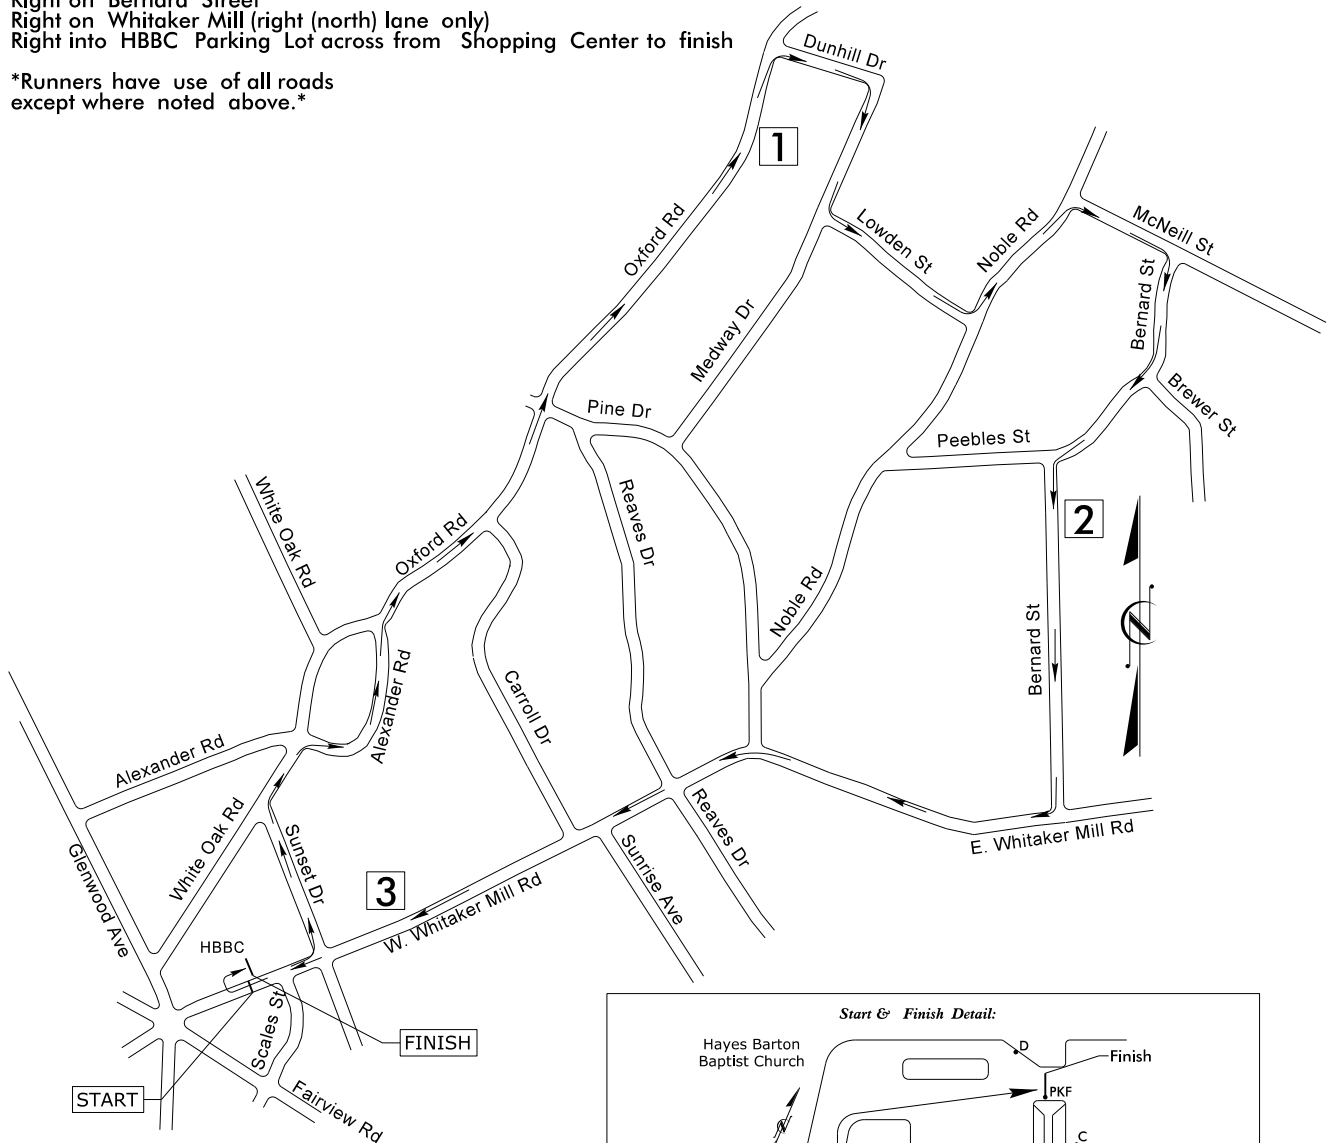 Right on Bernard Street
Right on Whitaker Mill (right (north) lane only)
Right into HBBC Parking Lot across from Shopping Center to finish
*Runners have use of all roads
except where noted above.*
Dunhill Dr
1
Oxford Rd
Lowden St
Noble Rd
McNeill St
Bernard St
Medway Dr
Brewer St
Pine Dr
Peebles St
White Oak Rd
Reaves Dr
2
Oxford Rd
Noble Rd
N
Bernard St
Alexander Rd
Carroll Dr
Alexander Rd
White Oak Rd
Sunset Dr
Reaves Dr
E. Whitaker Mill Rd
Glenwood Ave
Sunrise Ave
3
W. Whitaker Mill Rd
HBBC
Scales St
FINISH
START
Fairview Rd
Start & Finish Detail:
Hayes Barton
Baptist Church
D
Finish
PKF
N
C